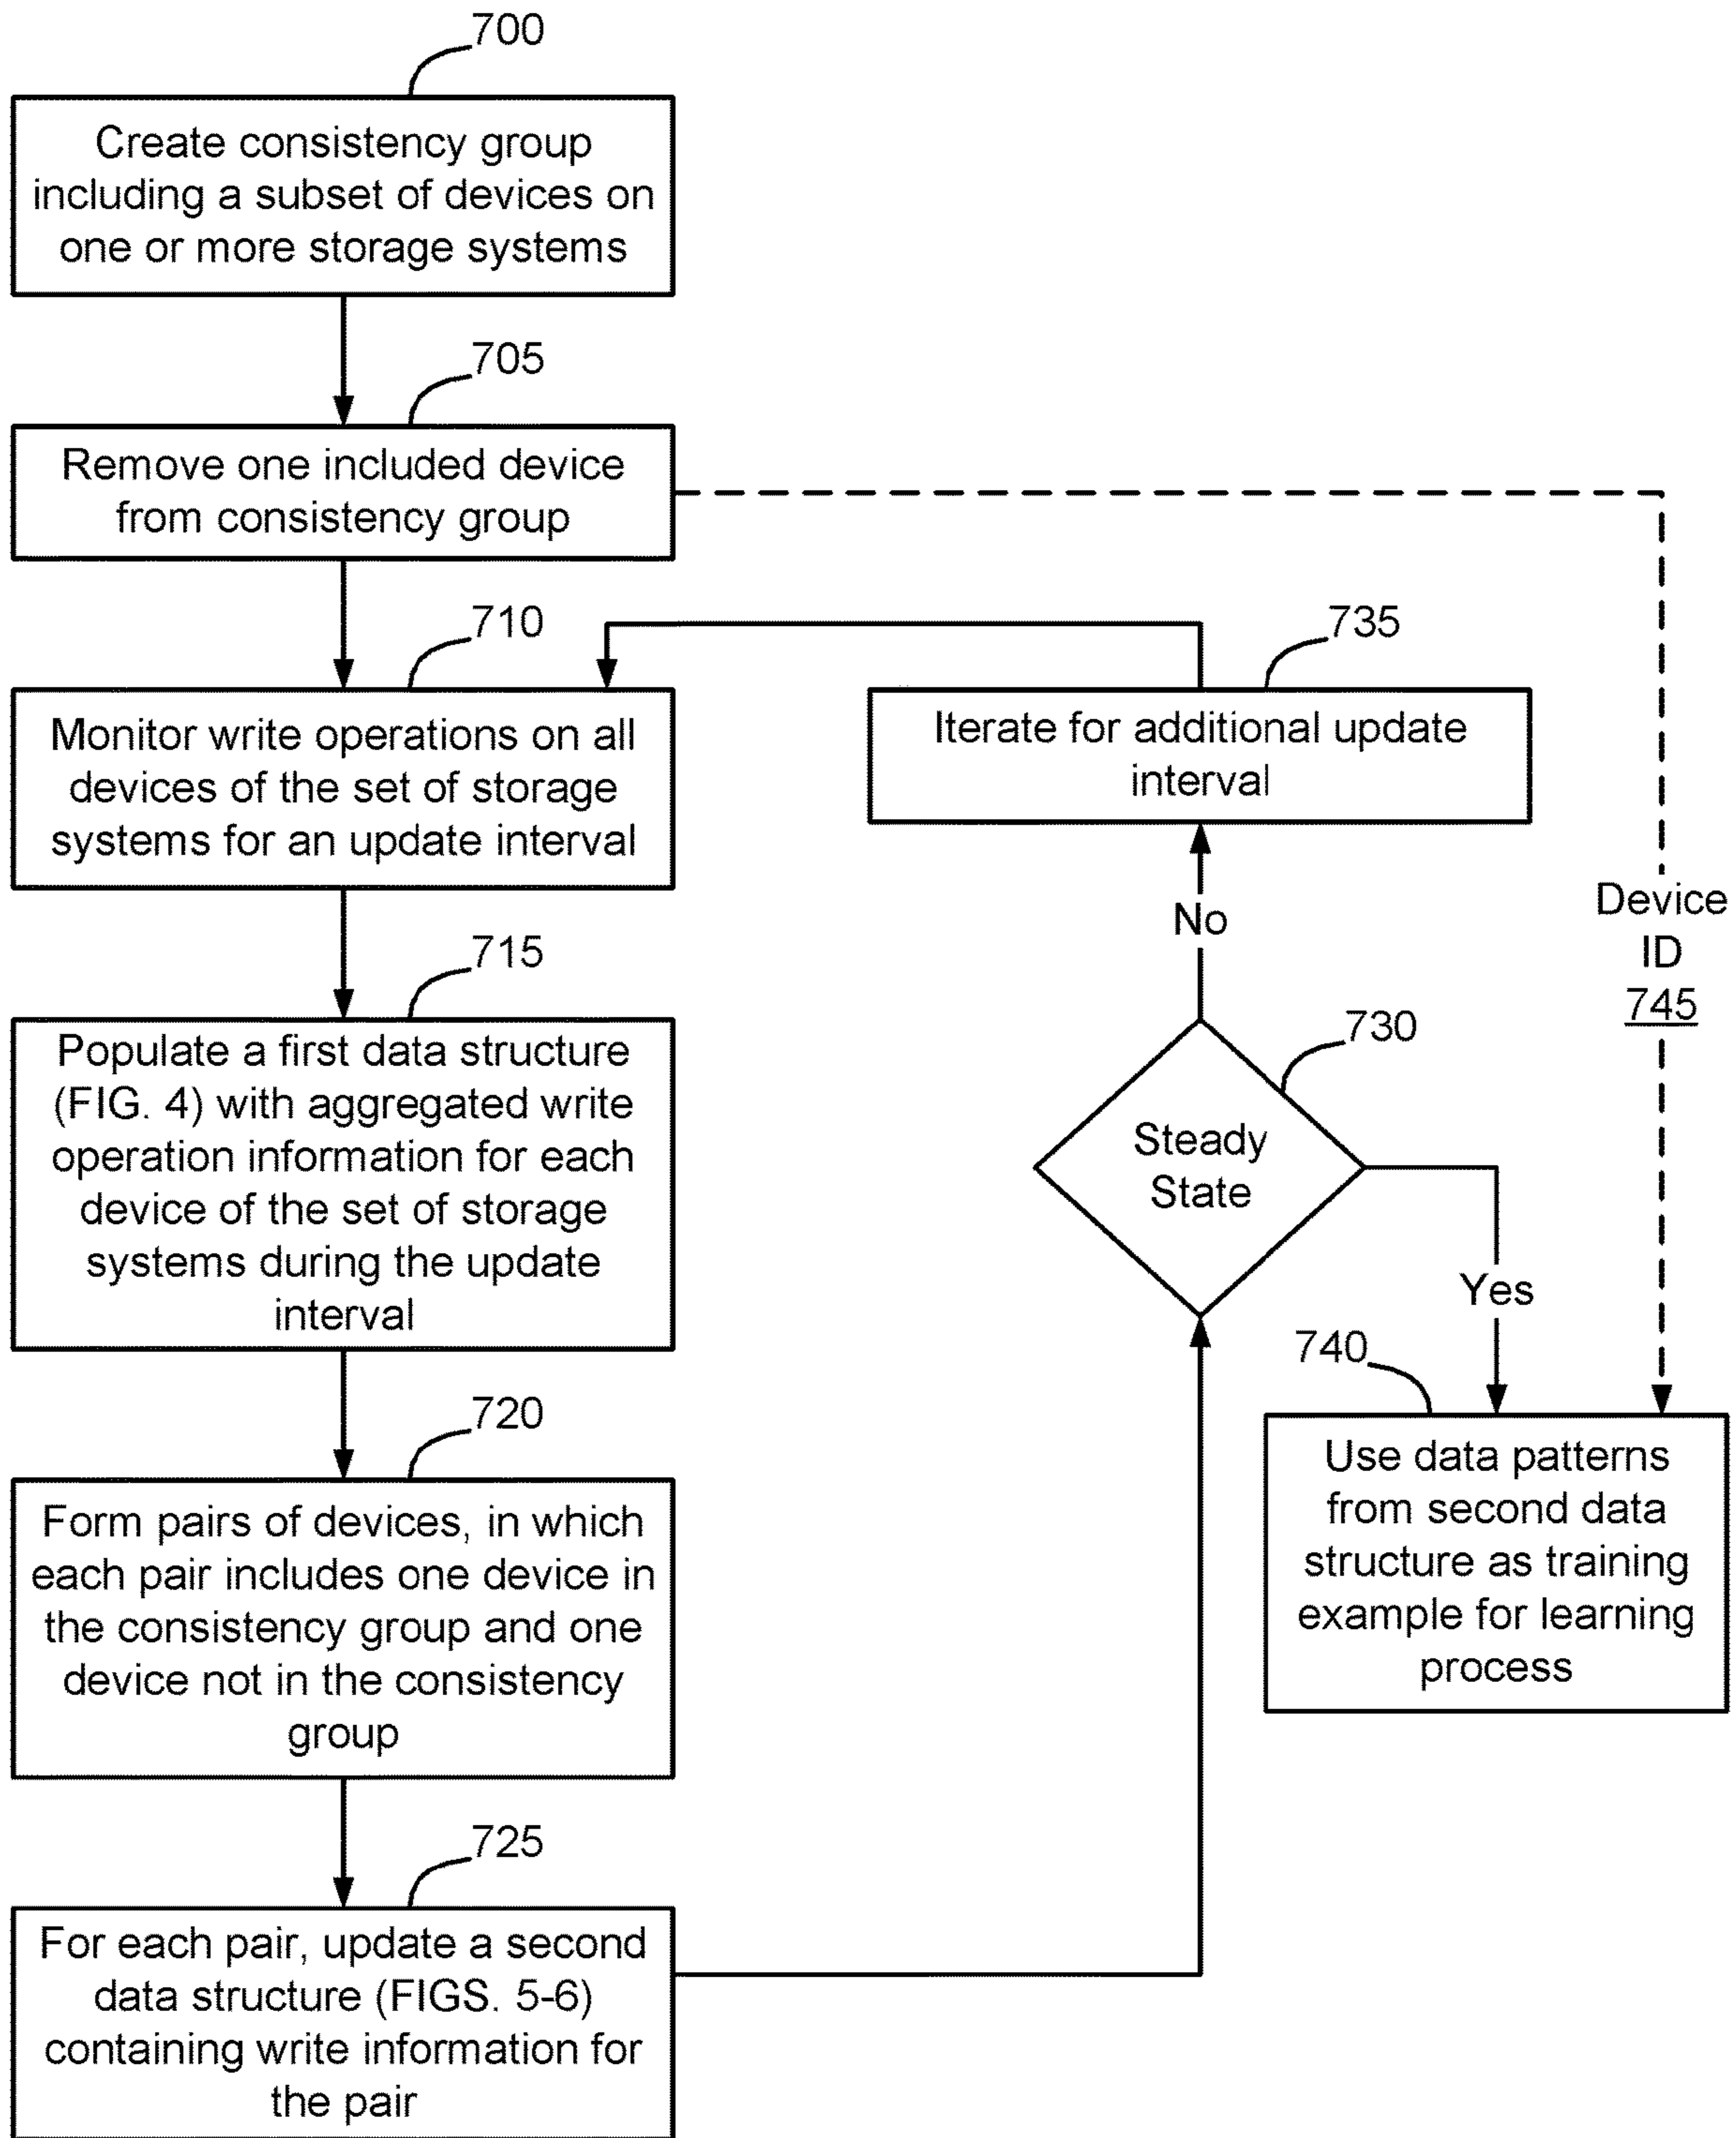 700
Create consistency group
including a subset of devices on
one or more storage systems
705
Remove one included device
from consistency group
710
Monitor write operations on all
devices of the set of storage
systems for an update interval
715
Populate a first data structure
(FIG. 4) with aggregated write
operation information for each
device of the set of storage
systems during the update
interval
720
Form pairs of devices, in which
each pair includes one device in
the consistency group and one
device not in the consistency
group
725
For each pair, update a second
data structure (FIGS. 5-6)
containing write information for
the pair
730
Steady
State
No
735
Iterate for additional update
interval
Yes
740
Use data patterns
from second data
structure as training
example for learning
process
Device
ID
745